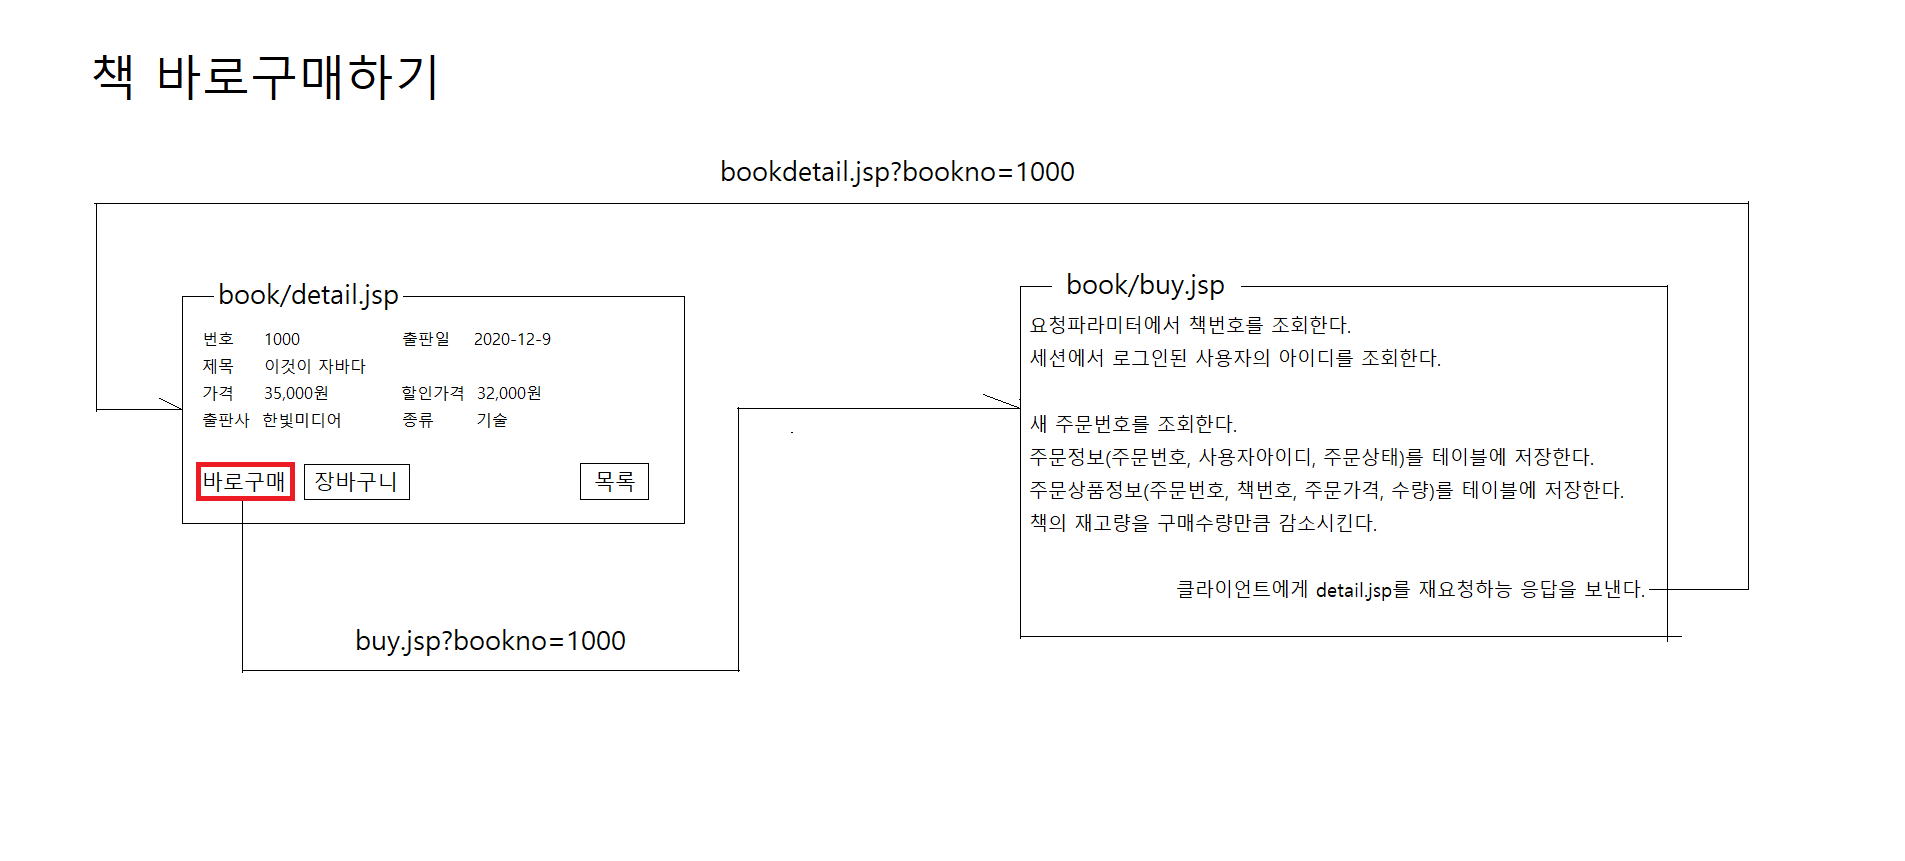 책 바로구매하기
bookdetail.jsp?bookno=1000
book/detail.jsp
번호 1000 출판일 2020-12-9
제목 이것이 자바다
가격 35,000원 할인가격 32,000원
출판사 한빛미디어 종류 기술
바로구매 장바구니 목록
buy.jsp?bookno=1000
book/buy.jsp
요청파라미터에서 책번호를 조회한다.
세션에서 로그인된 사용자의 아이디를 조회한다.
새 주문번호를 조회한다.
주문정보(주문번호, 사용자아이디, 주문상태)를 테이블에 저장한다.
주문상품정보(주문번호, 책번호, 주문가격, 수량)를 테이블에 저장한다.
책의 재고량을 구매수량만큼 감소시킨다.
클라이언트에게 detail.jsp를 재요청하능 응답을 보낸다.